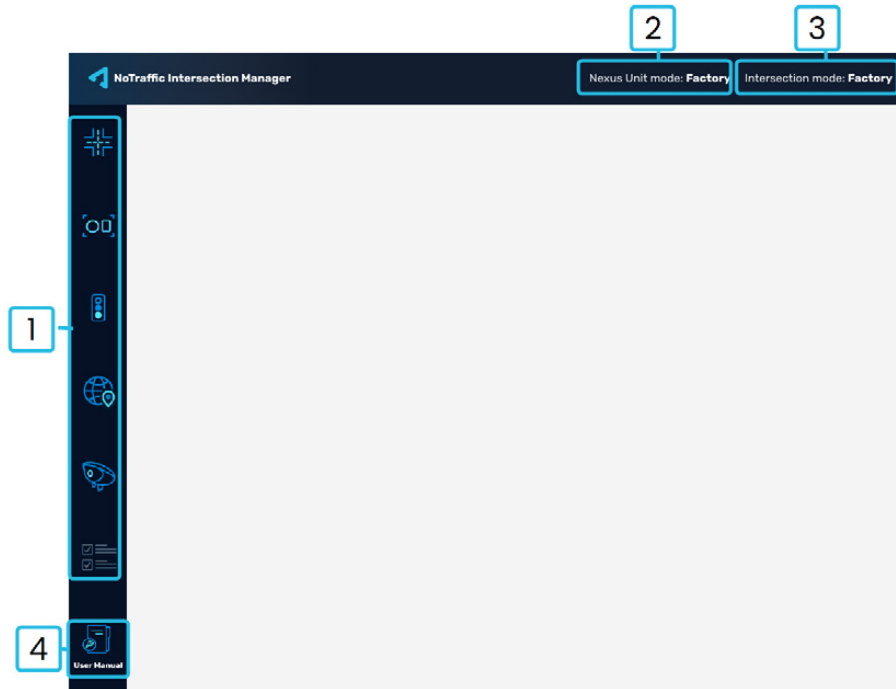 2
3
NoTraffic Intersection Manager
Nexus Unit mode: Factory
Intersection mode: Factory
1
4
User Manual